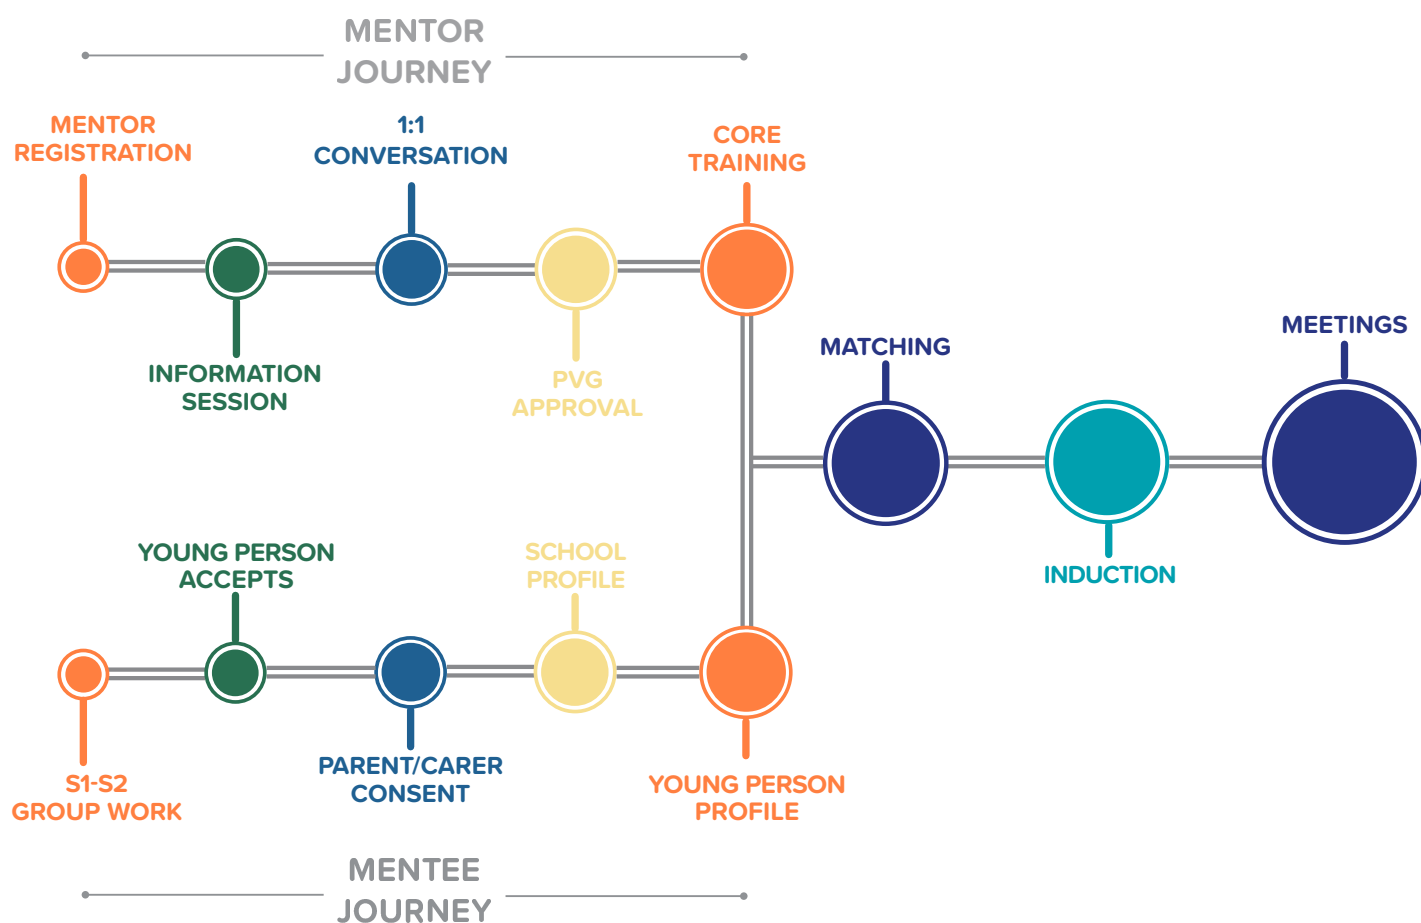 MENTOR
JOURNEY
MENTOR
REGISTRATION
1:1
CONVERSATION
CORE
TRAINING
INFORMATION
SESSION
PVG
APPROVAL
MATCHING
MEETINGS
INDUCTION
YOUNG PERSON
ACCEPTS
SCHOOL
PROFILE
S1-S2
GROUP WORK
PARENT/CARER
CONSENT
YOUNG PERSON
PROFILE
MENTEE
JOURNEY